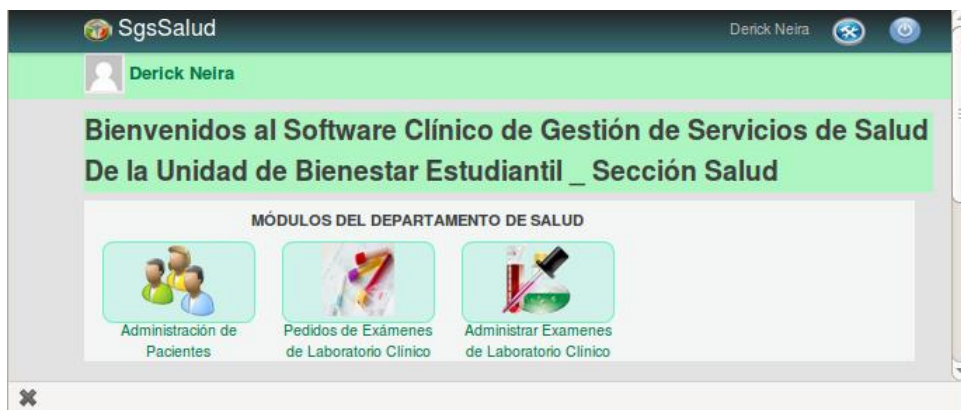 SgsSalud
Derick Neira
Derick Neira
Bienvenidos al Software Clínico de Gestión de Servicios de Salud
De la Unidad de Bienestar Estudiantil _ Sección Salud
MÓDULOS DEL DEPARTAMENTO DE SALUD
Administración de
Pacientes
Pedidos de Exámenes
de Laboratorio Clínico
Administrar Examenes
de Laboratorio Clínico